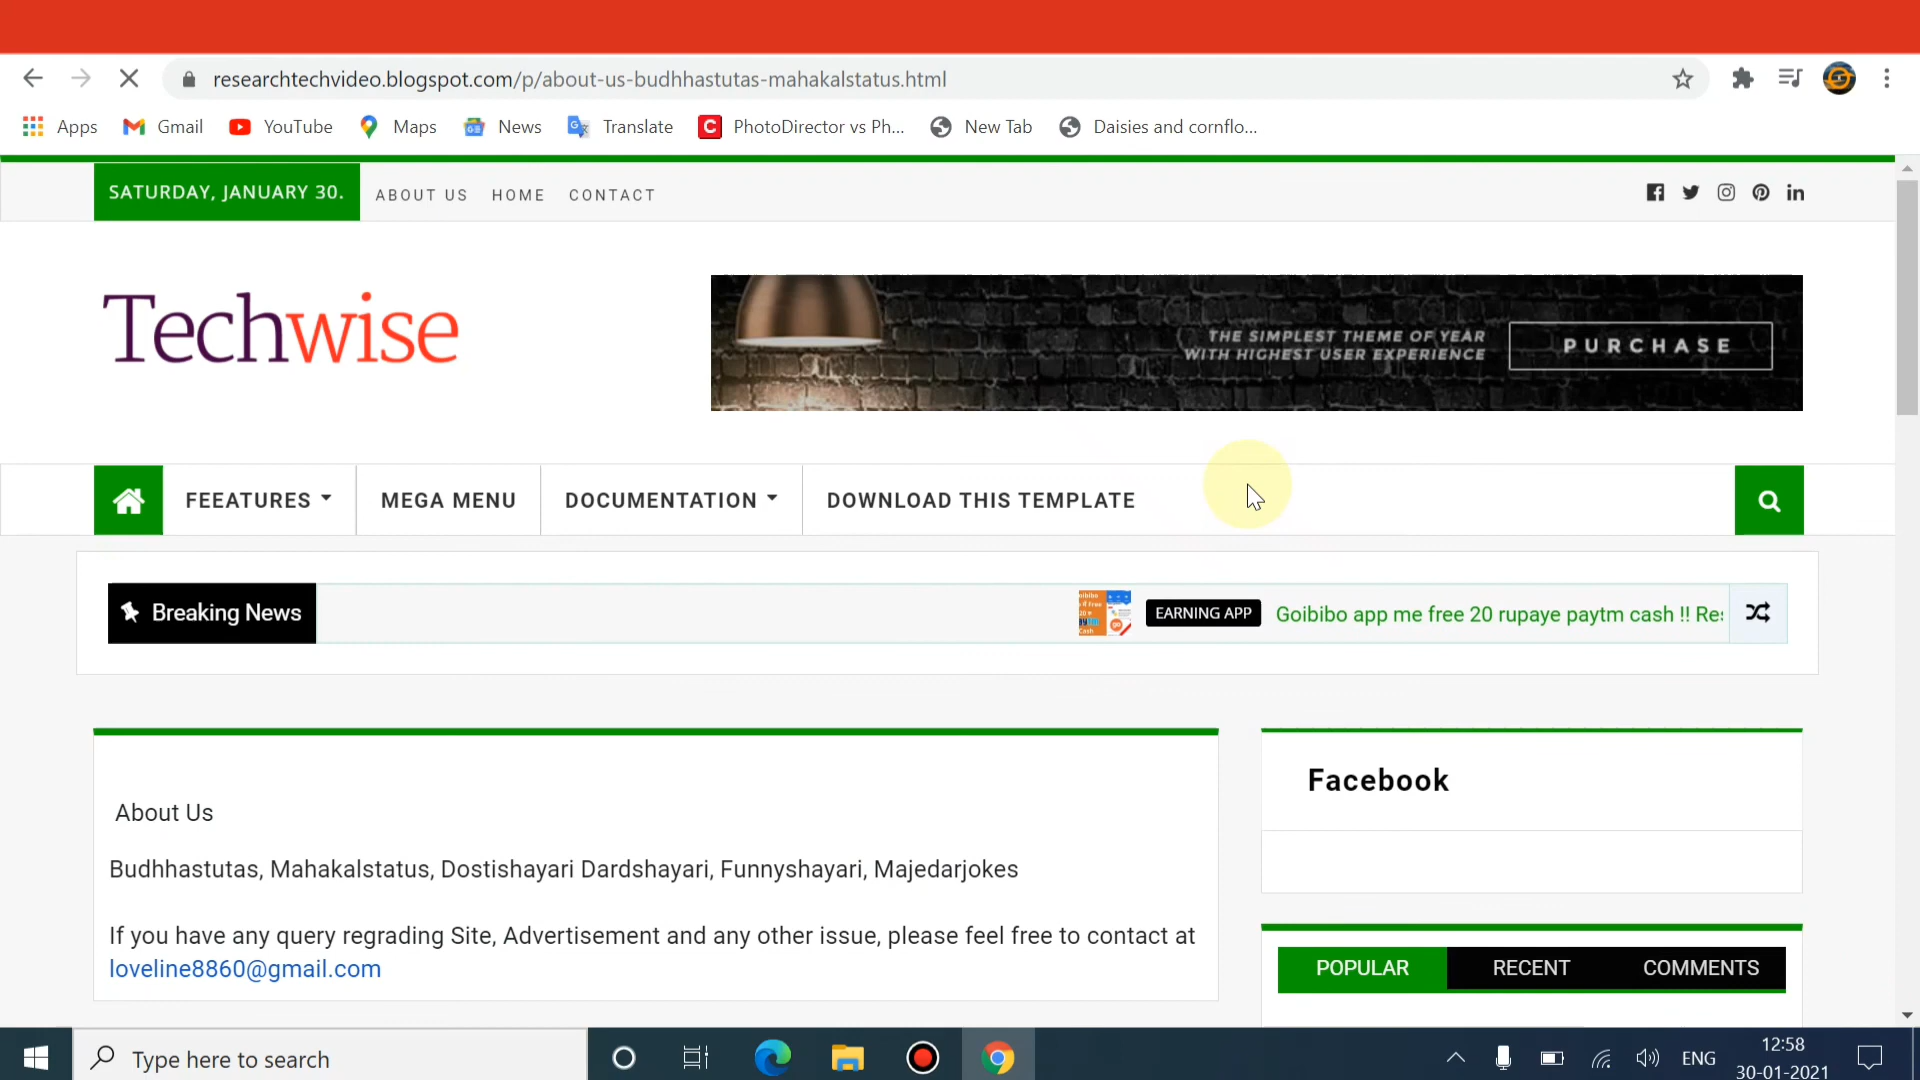 researchtechvideo.blogspot.com/p/about-us-budhhastutas-mahakalstatus.html
Apps Gmail YouTube Maps News Translate PhotoDirector vs Ph... New Tab Daisies and cornflo...
SATURDAY, JANUARY 30. ABOUT US HOME CONTACT
Techwise
THE SIMPLEST THEME OF YEAR
WITH HIGHEST USER EXPERIENCE
PURCHASE
FEEATURES MEGA MENU DOCUMENTATION DOWNLOAD THIS TEMPLATE
Breaking News EARNING APP Goibibo app me free 20 rupaye paytm cash !! Re
Facebook
About Us
Budhhastutas, Mahakalstatus, Dostishayari Dardshayari, Funnyshayari, Majedarjokes
If you have any query regrading Site, Advertisement and any other issue, please feel free to contact at
loveline8860@gmail.com
POPULAR RECENT COMMENTS
Type here to search
ENG
12:58
30-01-2021